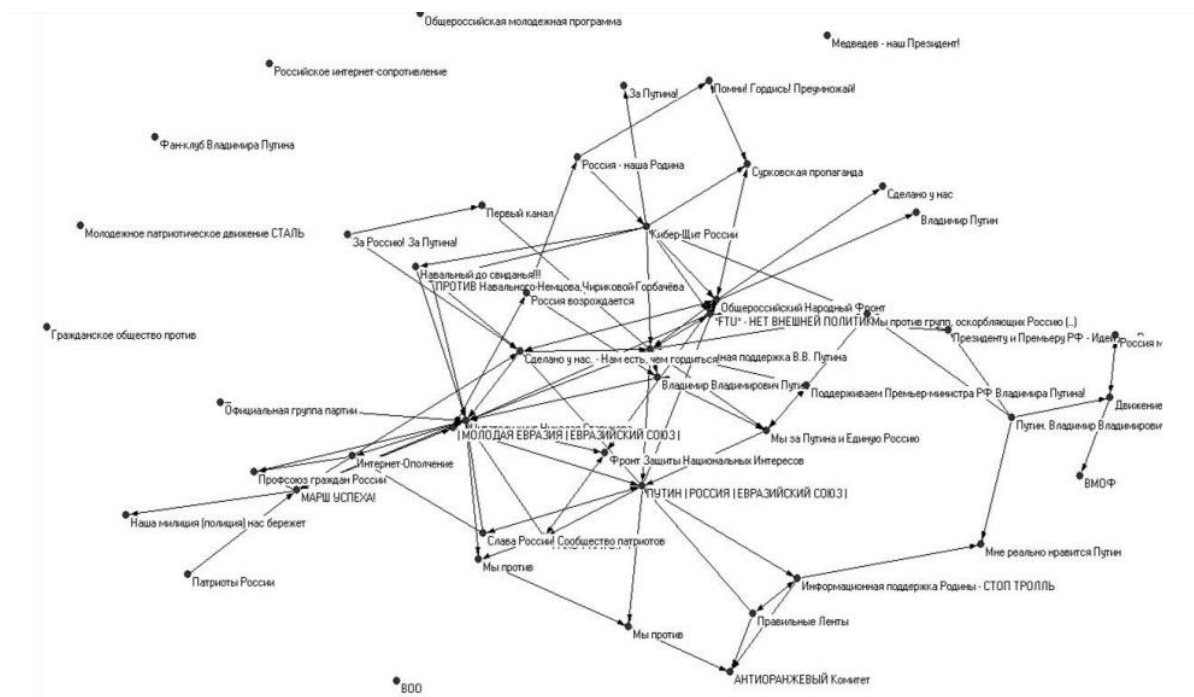 Общероссийская молодежная программа
Медведев - наш Президент!
Российское интернет-сопротивление
За Путина!
Помни! Гордись! Преумножай!
Фан-клуб Владимира Путина
Россия - наша Родина
Сурковская пропаганда
Сделано у нас
Первый канал
Владимир Путин
Молодежное патриотическое движение СТАЛЬ
За Россию! За Путина!
Кибер-Щит России
Навальный до свиданья!!!
ПРОТИВ Навального-Немцова,Чириковой-Горбачёва
Россия возрождается
Общероссийский Народный Фронт
"FTU" - НЕТ ВНЕШНЕЙ ПОЛИТИК
Мы против групп, оскорбляющих Россию (..)
Гражданское общество против
Президенту и Премьеру РФ - Идеи
Россия м
Сделано у нас. - Нам есть, чем гордиться!
ная поддержка В.В. Путина
Владимир Владимирович Пути
Поддерживаем Премьер-министра РФ Владимира Путина!
Официальная группа партии
Движение
Путин. Владимир Владимирови
| МОЛОДАЯ ЕВРАЗИЯ | ЕВРАЗИЙСКИЙ СОЮЗ |
Мы за Путина и Единую Россию
Интернет-Ополчение
Фронт Защиты Национальных Интересов
Профсоюз граждан России
ВМОФ
МАРШ УСПЕХА!
ПУТИН | РОССИЯ | ЕВРАЗИЙСКИЙ СОЮЗ |
Наша милиция (полиция) нас бережет
Слава России! Сообщество патриотов
Мне реально нравится Путин
Мы против
Патриоты России
Информационная поддержка Родины - СТОП ТРОЛЛЬ
Правильные Ленты
Мы против
АНТИОРАНЖЕВЫЙ Комитет
ВОО